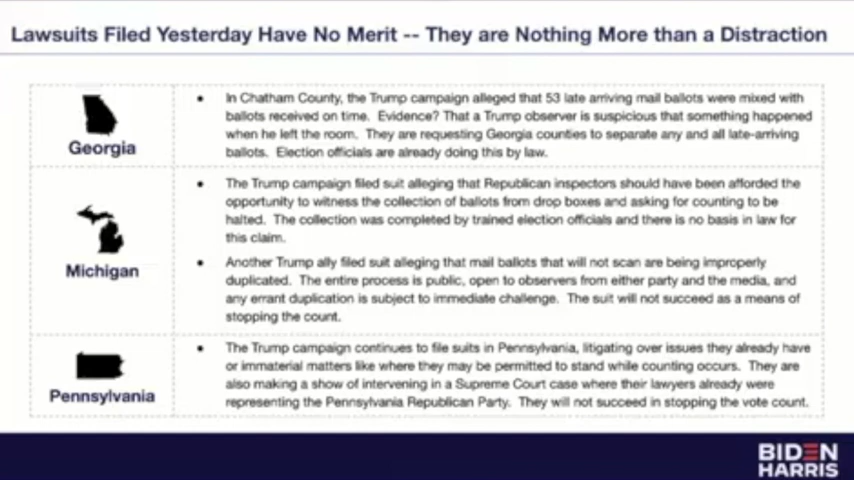 Lawsuits Filed Yesterday Have No Merit -- They are Nothing More than a Distraction
Georgia
• In Chatham County, the Trump campaign alleged that 53 late arriving mail ballots were mixed with
ballots received on time. Evidence? That a Trump observer is suspicious that something happened
when he left the room. They are requesting Georgia counties to separate any and all late-arriving
ballots. Election officials are already doing this by law.
Michigan
• The Trump campaign filed suit alleging that Republican inspectors should have been afforded the
opportunity to witness the collection of ballots from drop boxes and asking for counting to be
halted. The collection was completed by trained election officials and there is no basis in law for
this claim.
• Another Trump ally filed suit alleging that mail ballots that will not scan are being improperly
duplicated. The entire process is public, open to observers from either party and the media, and
any errant duplication is subject to immediate challenge. The suit will not succeed as a means of
stopping the count.
Pennsylvania
• The Trump campaign continues to file suits in Pennsylvania, litigating over issues they already have
or immaterial matters like where they may be permitted to stand while counting occurs. They are
also making a show of intervening in a Supreme Court case where their lawyers already were
representing the Pennsylvania Republican Party. They will not succeed in stopping the vote count.
BIDEN
HARRIS